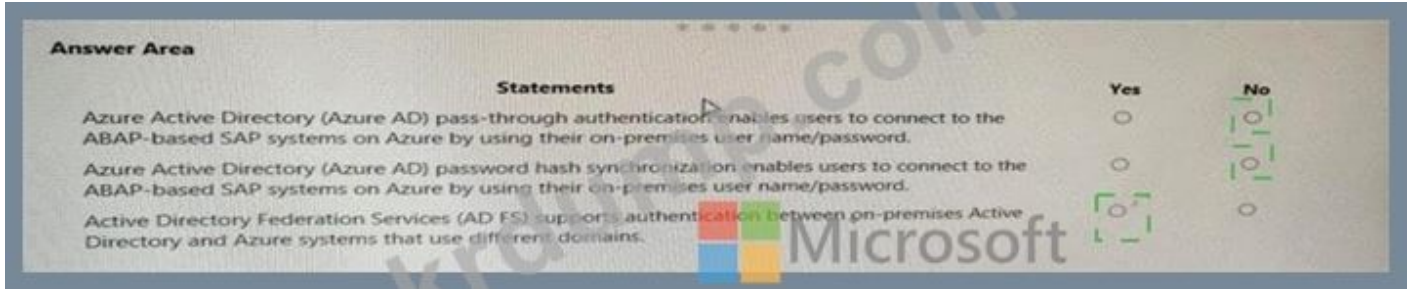 Answer Area
Statements
Yes
No
Azure Active Directory (Azure AD) pass-through authentication enables users to connect to the
ABAP-based SAP systems on Azure by using their on-premises user name/password.
Azure Active Directory (Azure AD) password hash synchronization enables users to connect to the
ABAP-based SAP systems on Azure by using their on-premises user name/password.
Active Directory Federation Services (AD FS) supports authentication between on-premises Active
Directory and Azure systems that use different domains.
Microsoft
krdump.com